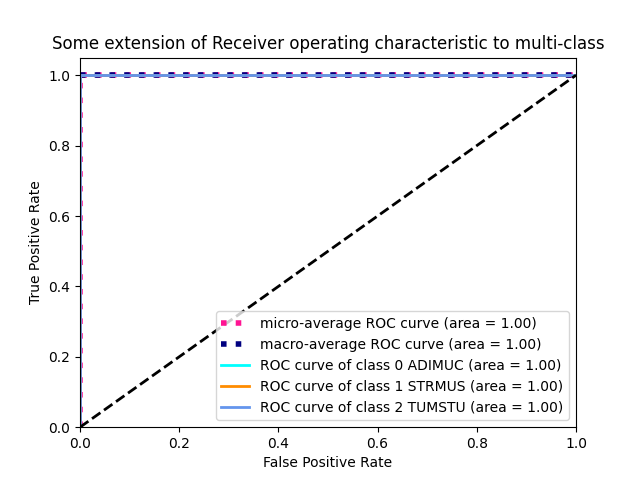 Some extension of Receiver operating characteristic to multi-class
1.0
0.8
0.6
0.4
0.2
0.0
True Positive Rate
micro-average ROC curve (area = 1.00)
macro-average ROC curve (area = 1.00)
ROC curve of class 0 ADIMUC (area = 1.00)
ROC curve of class 1 STRMUS (area = 1.00)
ROC curve of class 2 TUMSTU (area = 1.00)
0.0 0.2 0.4 0.6 0.8 1.0
False Positive Rate